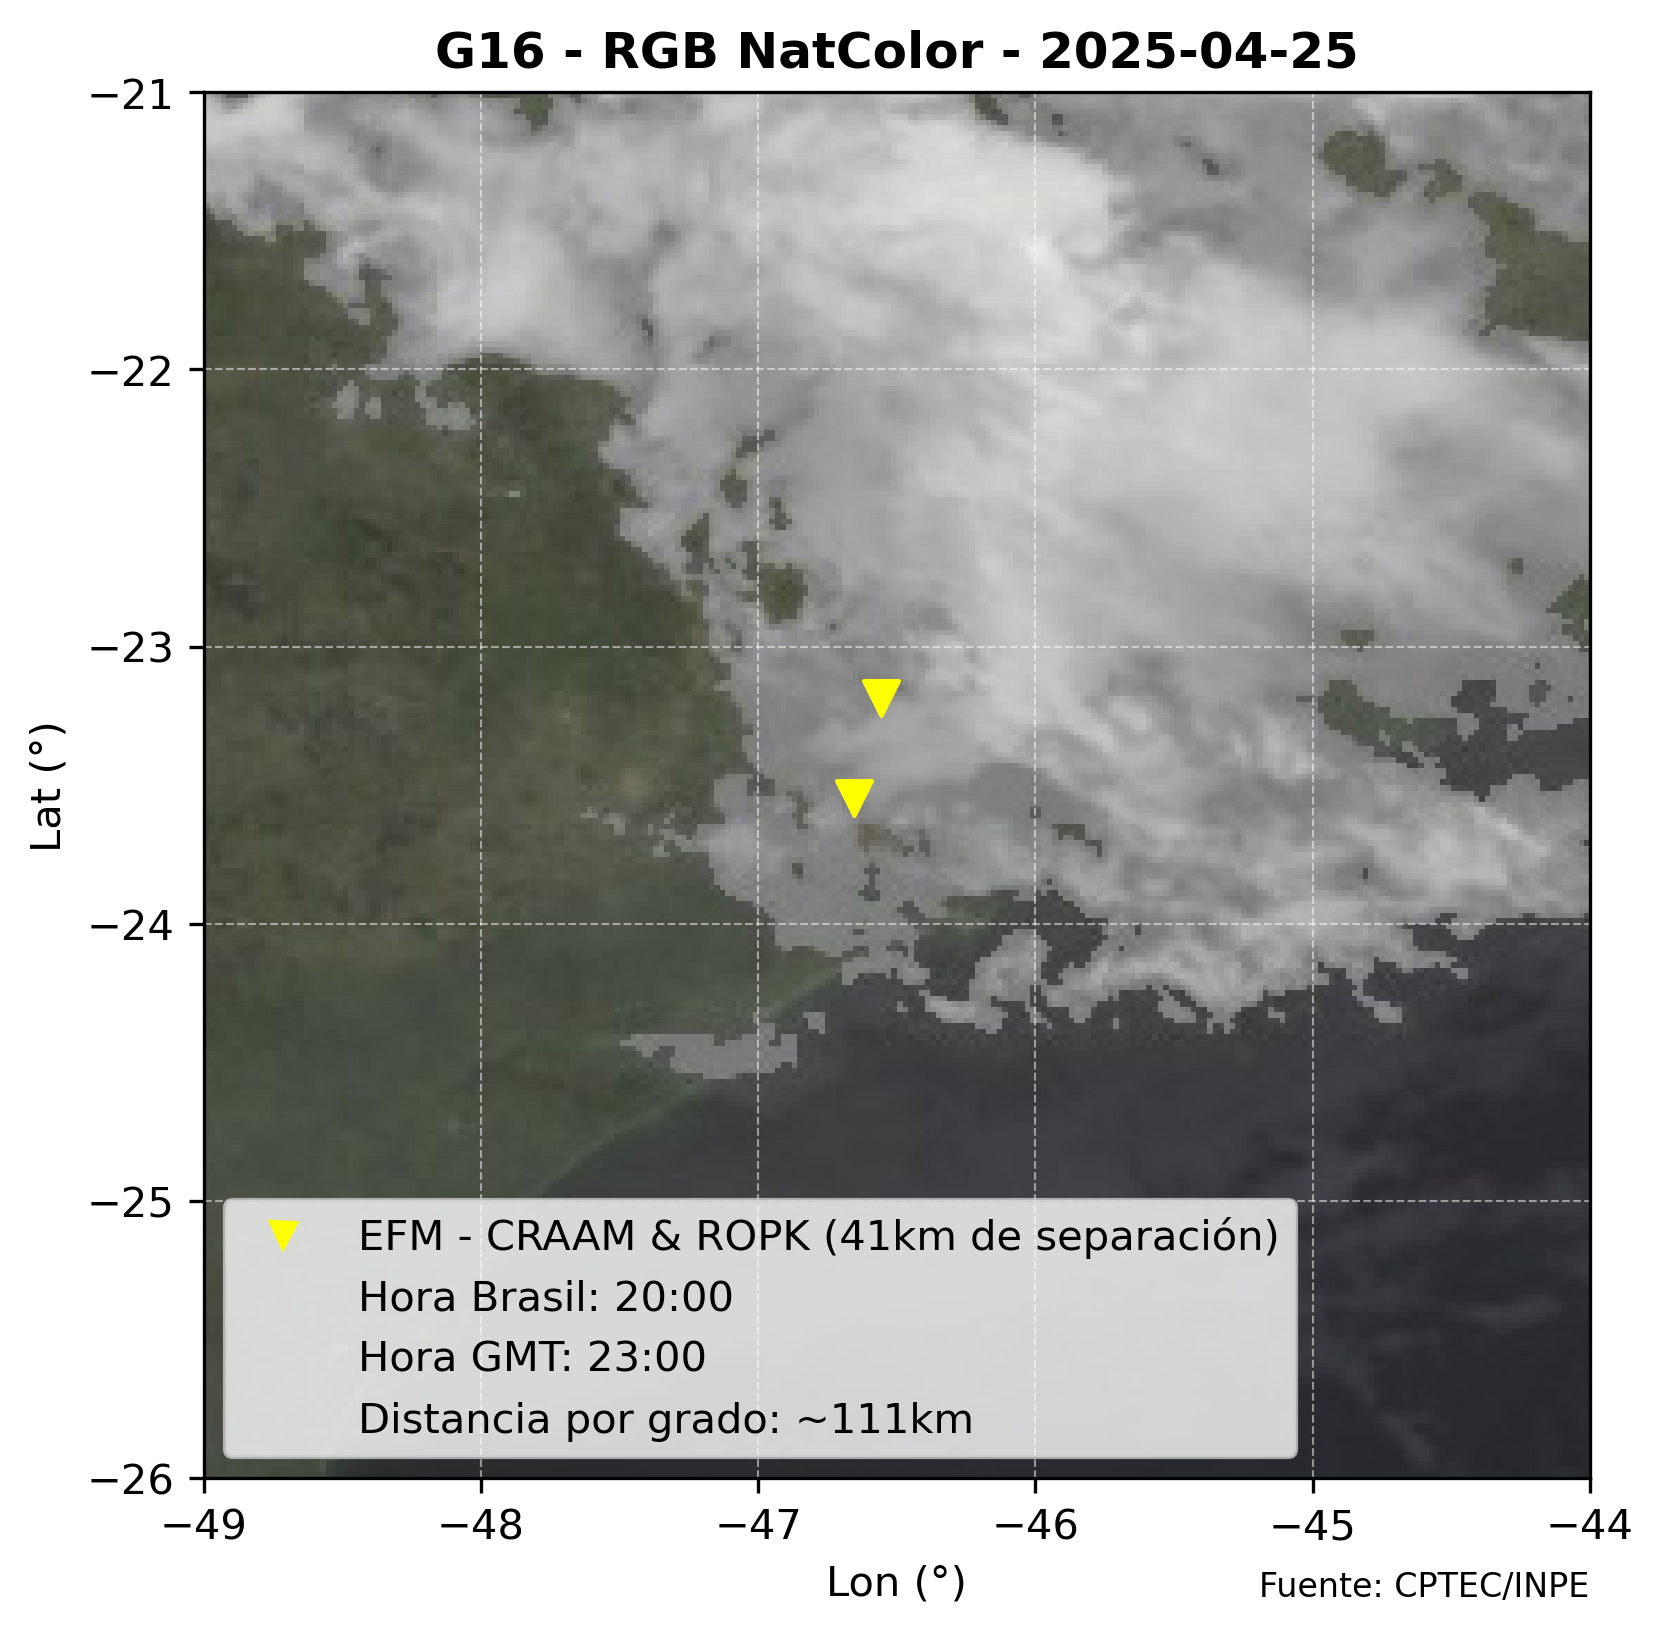 G16 - RGB NatColor - 2025-04-25
−21
−22
−23
−24
−25
−26
Lat (°)
EFM - CRAAM & ROPK (41km de separación)
Hora Brasil: 20:00
Hora GMT: 23:00
Distancia por grado: ~111km
−49
−48
−47
−46
−45
−44
Lon (°)
Fuente: CPTEC/INPE